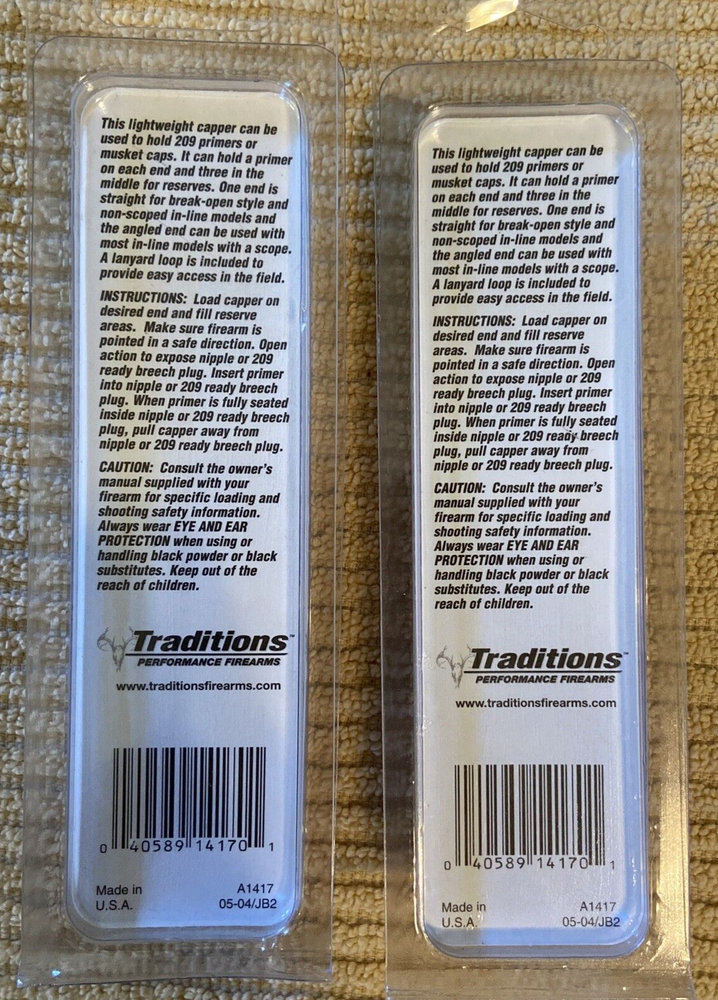 This lightweight capper can be
used to hold 209 primers or
musket caps. It can hold a primer
on each end and three in the
middle for reserves. One end is
straight for break-open style and
non-scoped in-line models and
the angled end can be used with
most in-line models with a scope.
A lanyard loop is included to
provide easy access in the field.
INSTRUCTIONS: Load capper on
desired end and fill reserve
areas. Make sure firearm is
pointed in a safe direction. Open
action to expose nipple or 209
ready breech plug. Insert primer
into nipple or 209 ready breech
plug. When primer is fully seated
inside nipple or 209 ready breech
plug, pull capper away from
nipple or 209 ready breech plug.
CAUTION: Consult the owner's
manual supplied with your
firearm for specific loading and
shooting safety information.
Always wear EYE AND EAR
PROTECTION when using or
handling black powder or black
substitutes. Keep out of the
reach of children.
Traditions™
PERFORMANCE FIREARMS
www.traditionsfirearms.com
0 40589 14170 1
Made in A1417
U.S.A. 05-04/JB2
This lightweight capper can be
used to hold 209 primers or
musket caps. It can hold a primer
on each end and three in the
middle for reserves. One end is
straight for break-open style and
non-scoped in-line models and
the angled end can be used with
most in-line models with a scope.
A lanyard loop is included to
provide easy access in the field.
INSTRUCTIONS: Load capper on
desired end and fill reserve
areas. Make sure firearm is
pointed in a safe direction. Open
action to expose nipple or 209
ready breech plug. Insert primer
into nipple or 209 ready breech
plug. When primer is fully seated
inside nipple or 209 ready breech
plug, pull capper away from
nipple or 209 ready breech plug.
CAUTION: Consult the owner's
manual supplied with your
firearm for specific loading and
shooting safety information.
Always wear EYE AND EAR
PROTECTION when using or
handling black powder or black
substitutes. Keep out of the
reach of children.
Traditions™
PERFORMANCE FIREARMS
www.traditionsfirearms.com
0 40589 14170 1
Made in A1417
U.S.A. 05-04/JB2